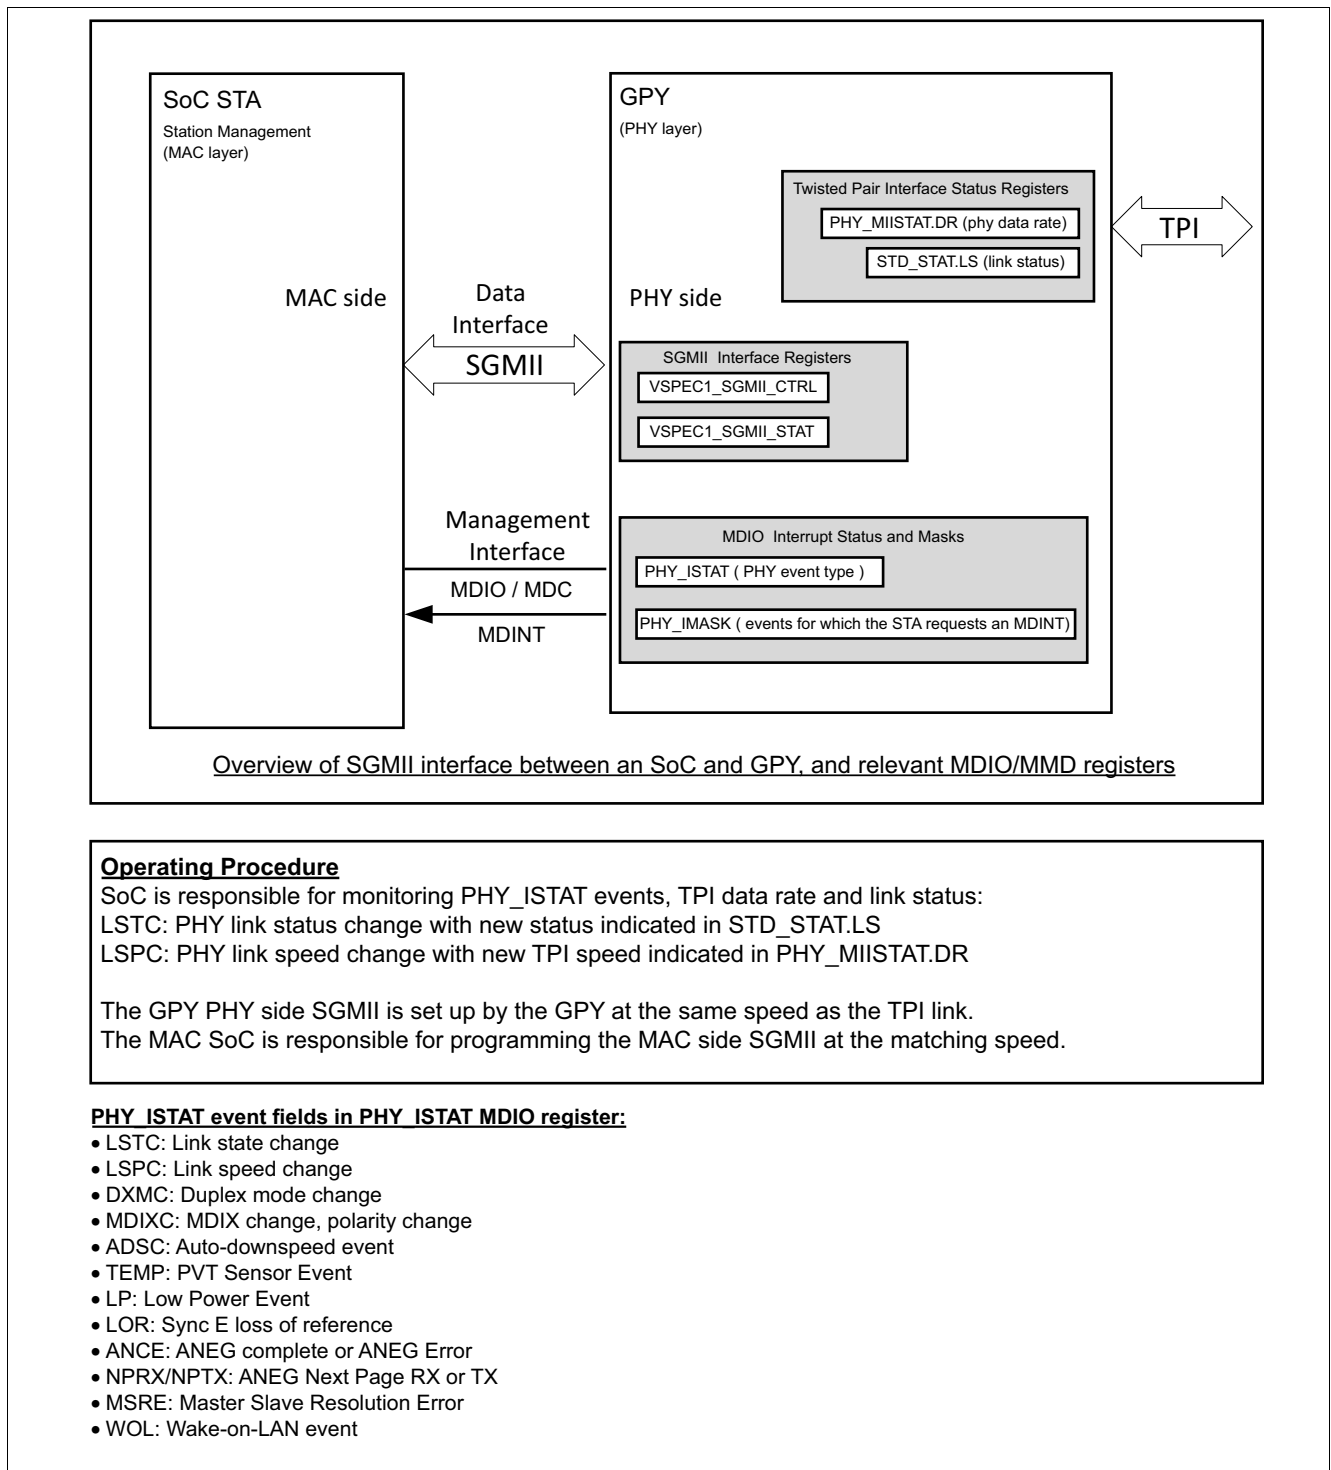 SoC STA
Station Management
(MAC layer)
MAC side
Data
Interface
SGMII
Management
Interface
MDIO / MDC
MDINT
GPY
(PHY layer)
Twisted Pair Interface Status Registers
PHY_MIISTAT.DR (phy data rate)
STD_STAT.LS (link status)
TPI
PHY side
SGMII Interface Registers
VSPEC1_SGMII_CTRL
VSPEC1_SGMII_STAT
MDIO Interrupt Status and Masks
PHY_ISTAT ( PHY event type )
PHY_IMASK ( events for which the STA requests an MDINT)
Overview of SGMII interface between an SoC and GPY, and relevant MDIO/MMD registers
Operating Procedure
SoC is responsible for monitoring PHY_ISTAT events, TPI data rate and link status:
LSTC: PHY link status change with new status indicated in STD_STAT.LS
LSPC: PHY link speed change with new TPI speed indicated in PHY_MIISTAT.DR
The GPY PHY side SGMII is set up by the GPY at the same speed as the TPI link.
The MAC SoC is responsible for programming the MAC side SGMII at the matching speed.
PHY_ISTAT event fields in PHY_ISTAT MDIO register:
• LSTC: Link state change
• LSPC: Link speed change
• DXMC: Duplex mode change
• MDIXC: MDIX change, polarity change
• ADSC: Auto-downspeed event
• TEMP: PVT Sensor Event
• LP: Low Power Event
• LOR: Sync E loss of reference
• ANCE: ANEG complete or ANEG Error
• NPRX/NPTX: ANEG Next Page RX or TX
• MSRE: Master Slave Resolution Error
• WOL: Wake-on-LAN event